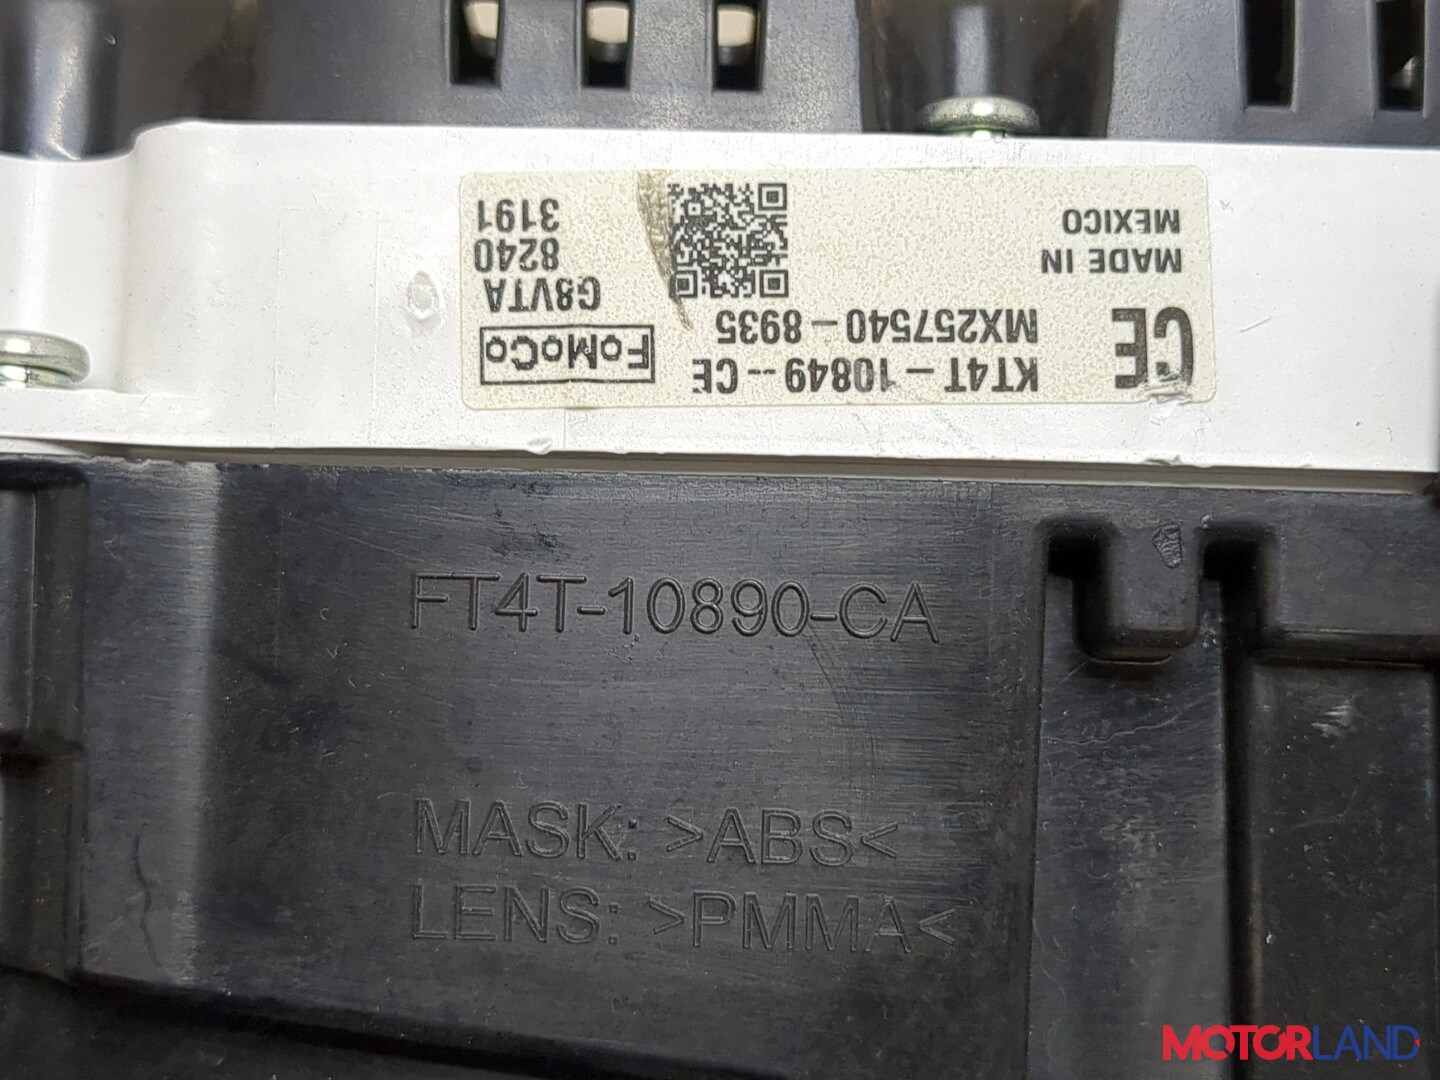 KT4T-10849--CE
MX257540-8935
CE
MADE IN
MEXICO
FoMoCo
G8VTA
8240
3191
FT4T-10890-CA
MASK: >ABS<
LENS: >PMMA<
MOTORLAND